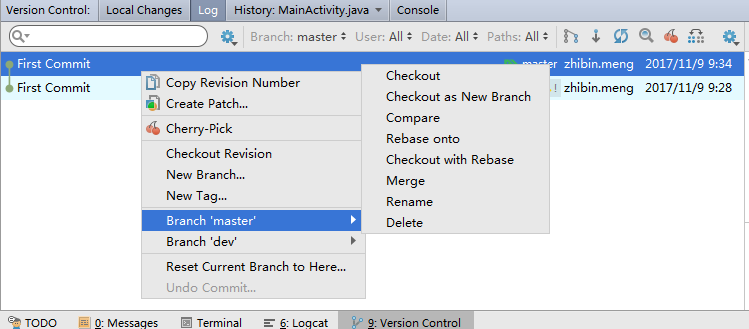 Version Control: Local Changes Log History: MainActivity.java Console
Branch: master User: All Date: All Paths: All
First Commit master zhibin.meng 2017/11/9 9:34
First Commit ! zhibin.meng 2017/11/9 9:28
Copy Revision Number
Create Patch...
Cherry-Pick
Checkout Revision
New Branch...
New Tag...
Branch 'master'
Branch 'dev'
Reset Current Branch to Here...
Undo Commit...
Checkout
Checkout as New Branch
Compare
Rebase onto
Checkout with Rebase
Merge
Rename
Delete
TODO 0: Messages Terminal 6: Logcat 9: Version Control